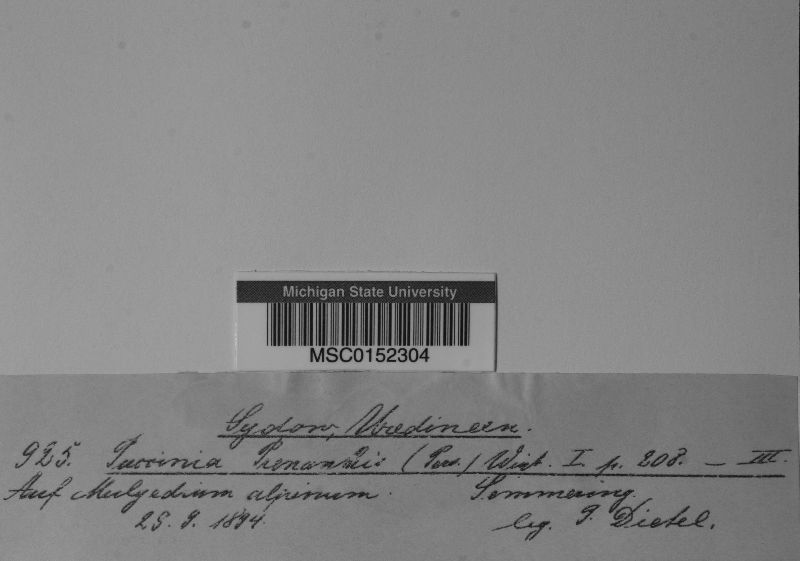 Michigan State University
MSC0152304
Sydow, Uredineen.
925. Puccinia Prenanthis (Pers.) Wint. I. p. 208. — III.
Auf Mulgedium alpinum. Semmering.
25. 9. 1894. leg. P. Dietel.